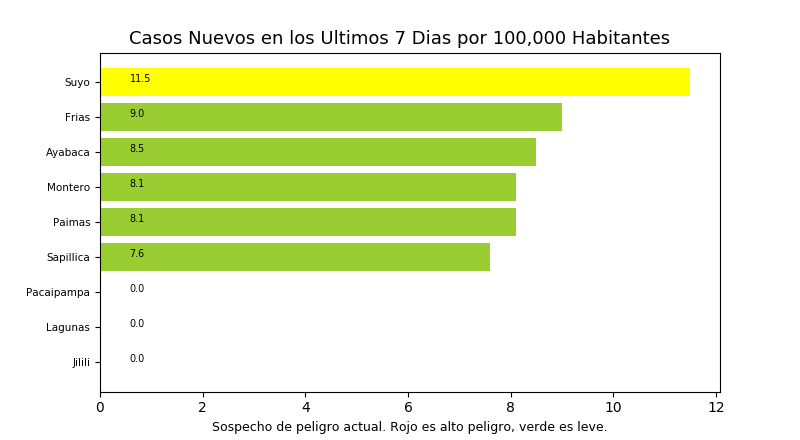 Casos Nuevos en los Ultimos 7 Dias por 100,000 Habitantes
Suyo 11.5
Frias 9.0
Ayabaca 8.5
Montero 8.1
Paimas 8.1
Sapillica 7.6
Pacaipampa 0.0
Lagunas 0.0
Jilili 0.0
0 2 4 6 8 10 12
Sospecho de peligro actual. Rojo es alto peligro, verde es leve.